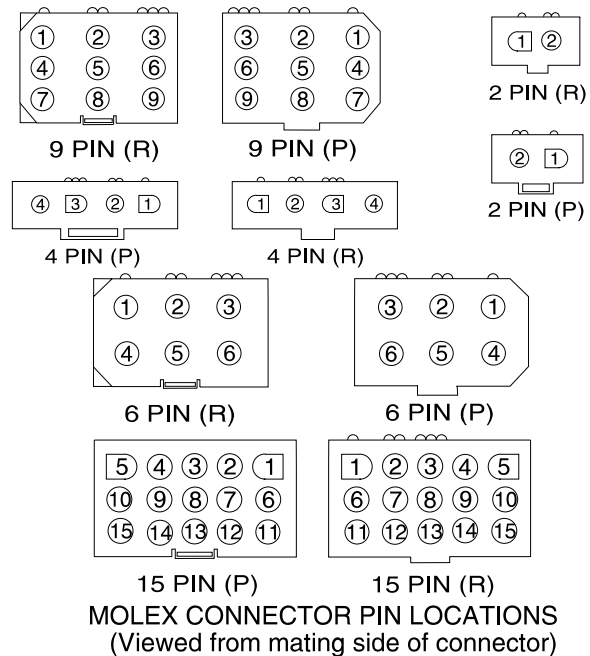 1 2 3
4 5 6
7 8 9
9 PIN (R)
3 2 1
6 5 4
9 8 7
9 PIN (P)
1 2
2 PIN (R)
2 1
2 PIN (P)
4 3 2 1
4 PIN (P)
1 2 3 4
4 PIN (R)
1 2 3
4 5 6
6 PIN (R)
3 2 1
6 5 4
6 PIN (P)
5 4 3 2 1
10 9 8 7 6
15 14 13 12 11
15 PIN (P)
1 2 3 4 5
6 7 8 9 10
11 12 13 14 15
15 PIN (R)
MOLEX CONNECTOR PIN LOCATIONS
(Viewed from mating side of connector)